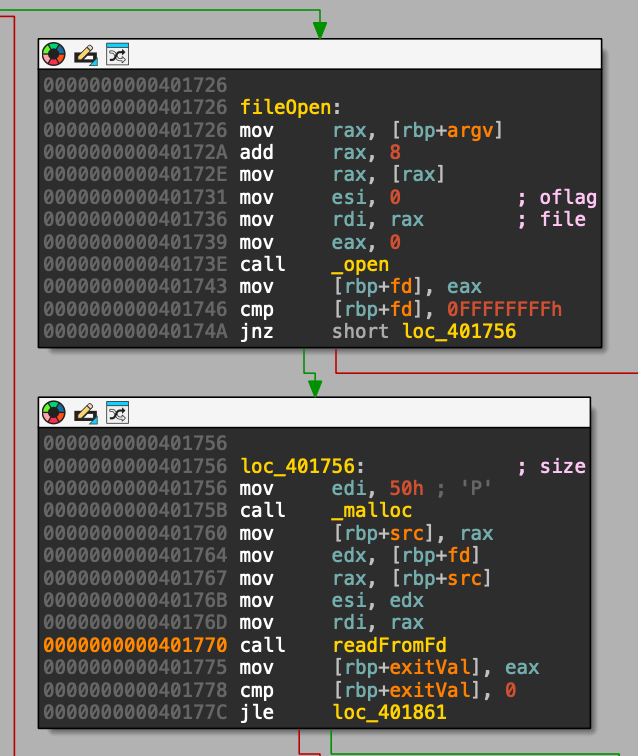 0000000000401726
0000000000401726 fileOpen:
0000000000401726 mov rax, [rbp+argv]
000000000040172A add rax, 8
000000000040172E mov rax, [rax]
0000000000401731 mov esi, 0 ; oflag
0000000000401736 mov rdi, rax ; file
0000000000401739 mov eax, 0
000000000040173E call _open
0000000000401743 mov [rbp+fd], eax
0000000000401746 cmp [rbp+fd], 0FFFFFFFFh
000000000040174A jnz short loc_401756
0000000000401756
0000000000401756 loc_401756: ; size
0000000000401756 mov edi, 50h ; 'P'
000000000040175B call _malloc
0000000000401760 mov [rbp+src], rax
0000000000401764 mov edx, [rbp+fd]
0000000000401767 mov rax, [rbp+src]
000000000040176B mov esi, edx
000000000040176D mov rdi, rax
0000000000401770 call readFromFd
0000000000401775 mov [rbp+exitVal], eax
0000000000401778 cmp [rbp+exitVal], 0
000000000040177C jle loc_401861